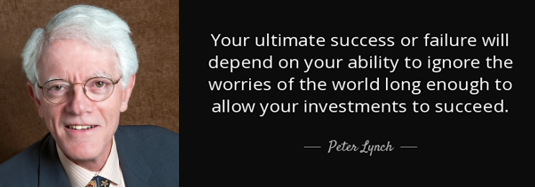 Your ultimate success or failure will
depend on your ability to ignore the
worries of the world long enough to
allow your investments to succeed.
Peter Lynch